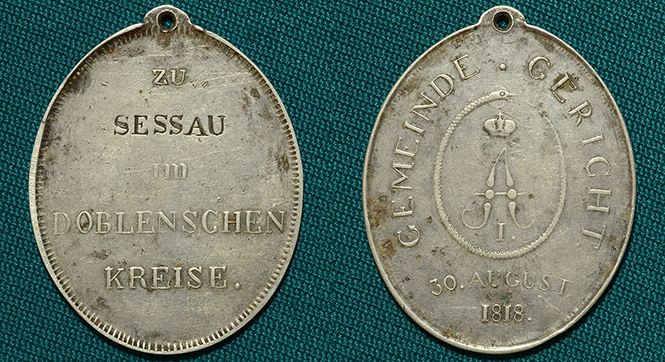 ZU
SESSAU
im
DOBLENSCHEN
KREISE.
GEMEINDE · GERICHT
A
I.
30. AUGUST
1818.